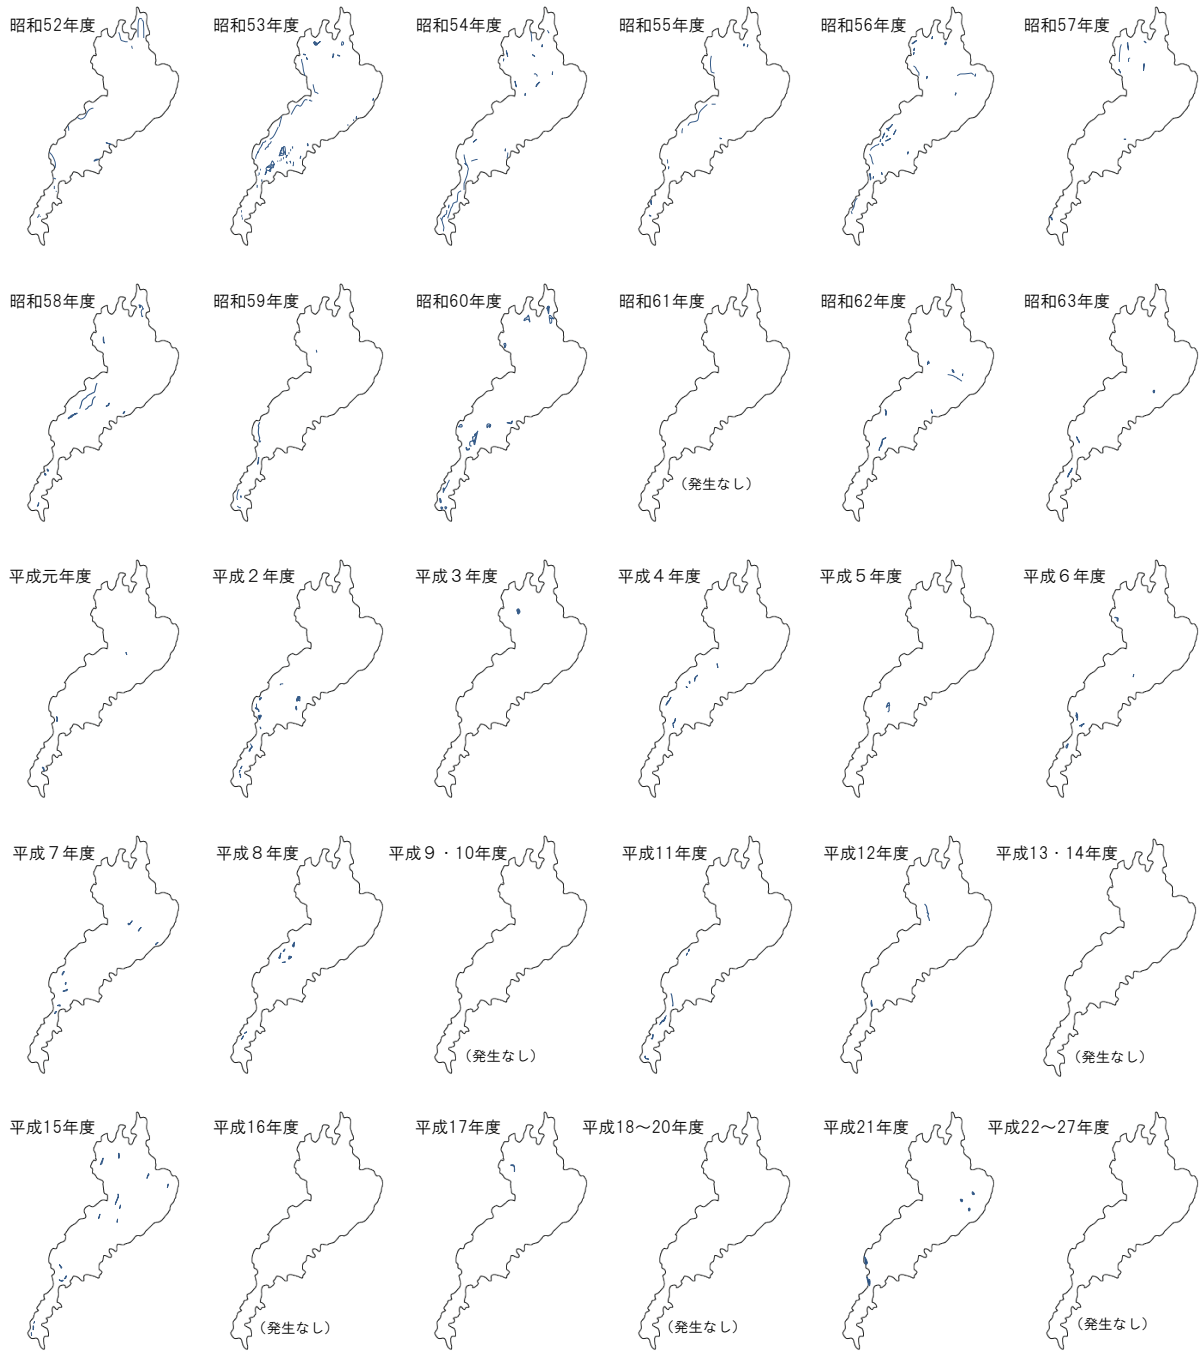 昭和52年度
昭和53年度
昭和54年度
昭和55年度
昭和56年度
昭和57年度
昭和58年度
昭和59年度
昭和60年度
昭和61年度
（発生なし）
昭和62年度
昭和63年度
平成元年度
平成２年度
平成３年度
平成４年度
平成５年度
平成６年度
平成７年度
平成８年度
平成９・10年度
（発生なし）
平成11年度
平成12年度
平成13・14年度
（発生なし）
平成15年度
平成16年度
（発生なし）
平成17年度
平成18～20年度
（発生なし）
平成21年度
平成22～27年度
（発生なし）